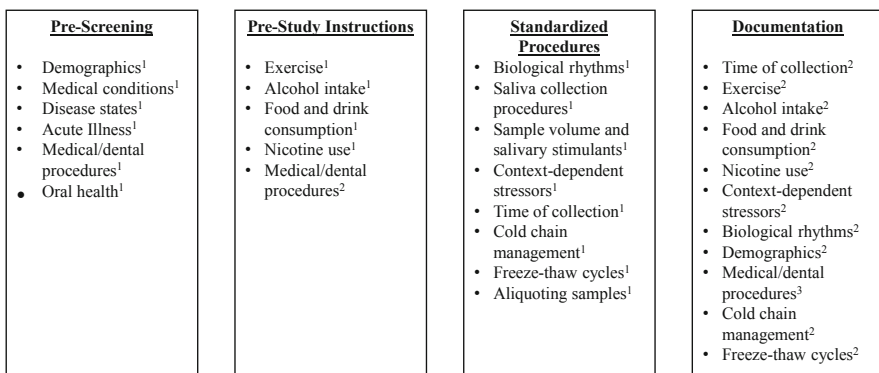 Pre-Screening
• Demographics¹
• Medical conditions¹
• Disease states¹
• Acute Illness¹
• Medical/dental
procedures¹
• Oral health¹
Pre-Study Instructions
• Exercise¹
• Alcohol intake¹
• Food and drink
consumption¹
• Nicotine use¹
• Medical/dental
procedures²
Standardized
Procedures
• Biological rhythms¹
• Saliva collection
procedures¹
• Sample volume and
salivary stimulants¹
• Context-dependent
stressors¹
• Time of collection¹
• Cold chain
management¹
• Freeze-thaw cycles¹
• Aliquoting samples¹
Documentation
• Time of collection²
• Exercise²
• Alcohol intake²
• Food and drink
consumption²
• Nicotine use²
• Context-dependent
stressors²
• Biological rhythms²
• Demographics²
• Medical/dental
procedures³
• Cold chain
management²
• Freeze-thaw cycles²